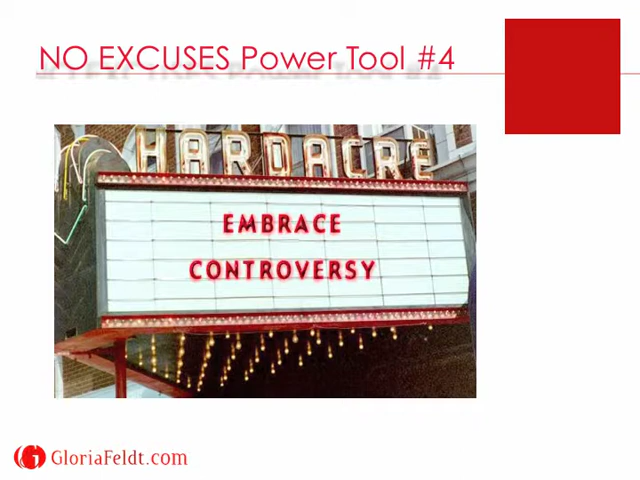 NO EXCUSES Power Tool #4
HARDACRE
EMBRACE
CONTROVERSY
GloriaFeldt.com